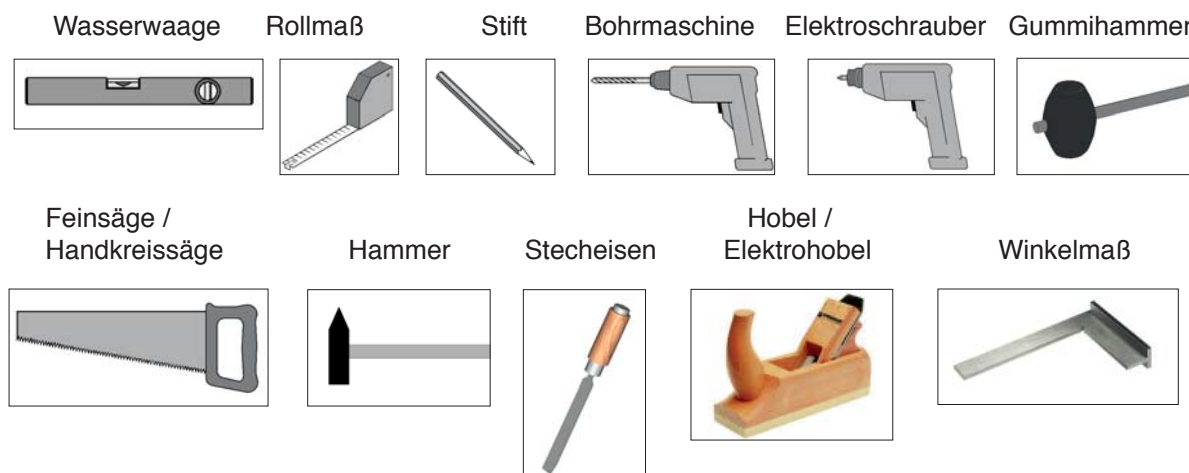 Wasserwaage
Rollmaß
Stift
Bohrmaschine
Elektroschrauber
Gummihammer
Feinsäge /
Handkreissäge
Hammer
Stecheisen
Hobel /
Elektrohobel
Winkelmaß